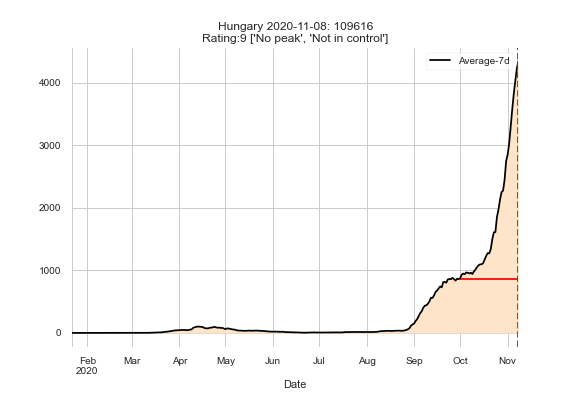 Hungary 2020-11-08: 109616
Rating:9 ['No peak', 'Not in control']
Average-7d
4000
3000
2000
1000
0
Feb Mar Apr May Jun Jul Aug Sep Oct Nov
2020
Date